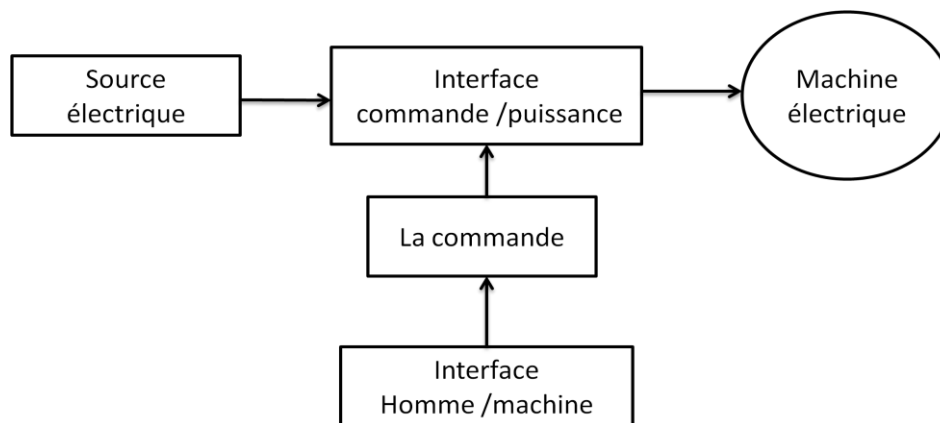 Source
électrique
Interface
commande /puissance
Machine
électrique
La commande
Interface
Homme /machine